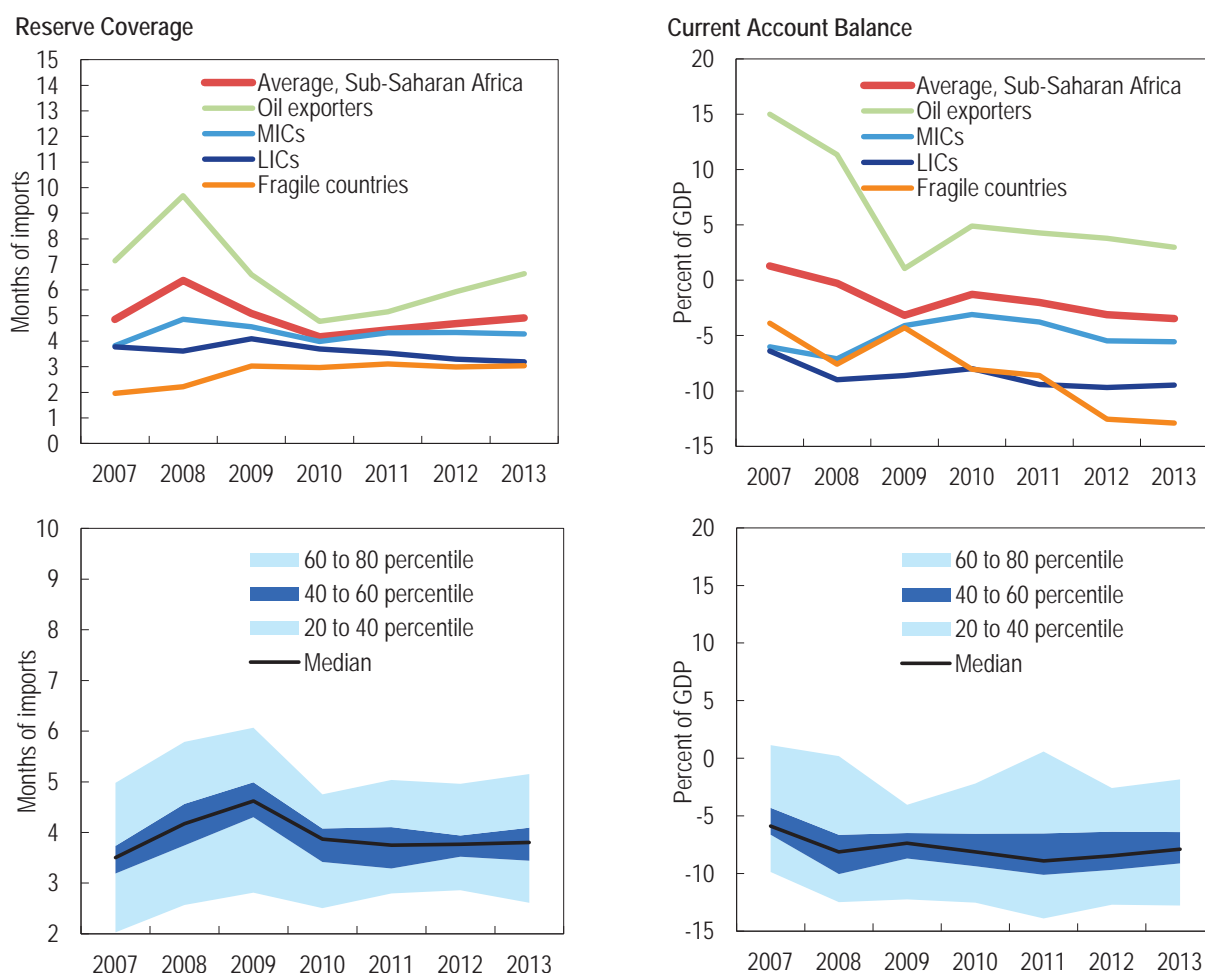 Reserve Coverage
15
14
13
12
11
10
9
8
7
6
5
4
3
2
1
0
Months of imports
Average, Sub-Saharan Africa
Oil exporters
MICs
LICs
Fragile countries
2007 2008 2009 2010 2011 2012 2013
Current Account Balance
20
15
10
5
0
-5
-10
-15
Percent of GDP
Average, Sub-Saharan Africa
Oil exporters
MICs
LICs
Fragile countries
2007 2008 2009 2010 2011 2012 2013
10
9
8
7
6
5
4
3
2
Months of imports
60 to 80 percentile
40 to 60 percentile
20 to 40 percentile
Median
2007 2008 2009 2010 2011 2012 2013
20
15
10
5
0
-5
-10
-15
Percent of GDP
60 to 80 percentile
40 to 60 percentile
20 to 40 percentile
Median
2007 2008 2009 2010 2011 2012 2013